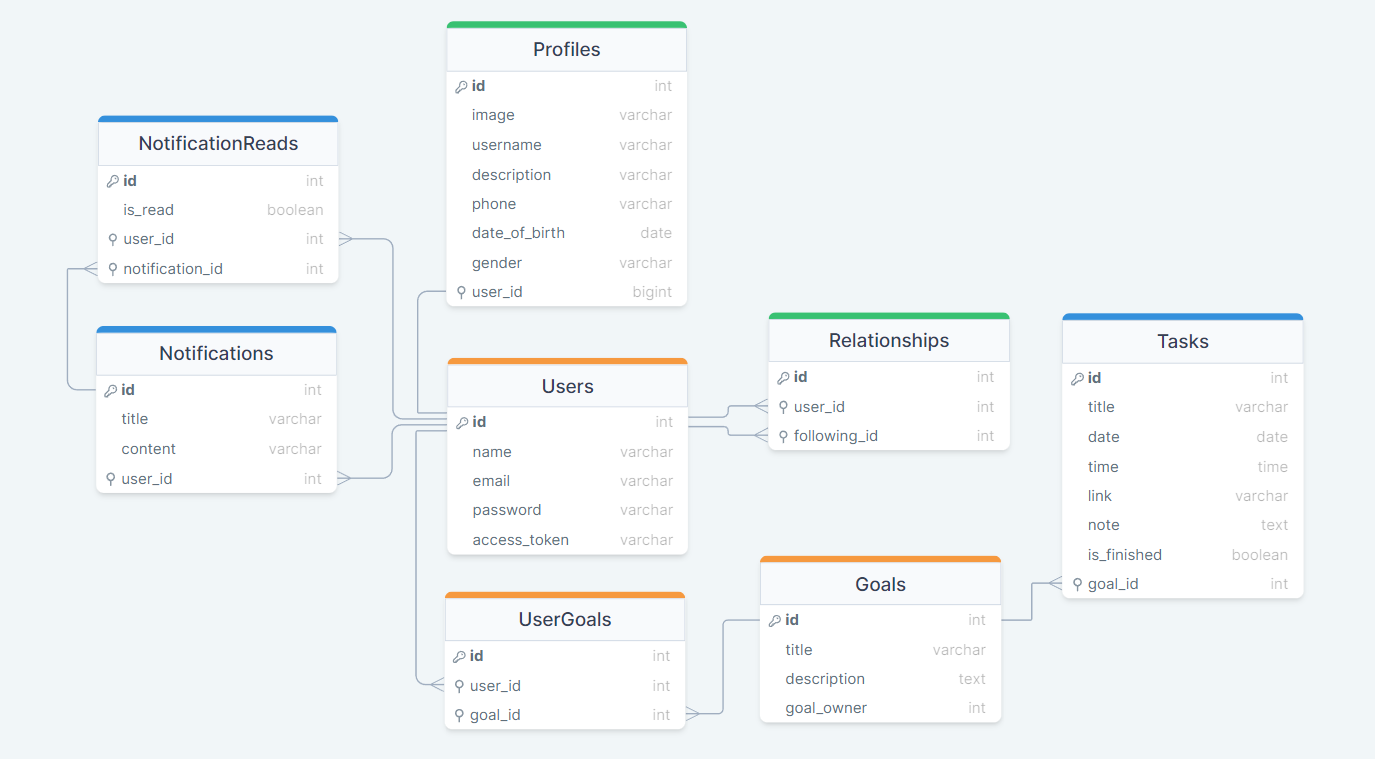 Profiles
id int
image varchar
username varchar
description varchar
phone varchar
date_of_birth date
gender varchar
user_id bigint
NotificationReads
id int
is_read boolean
user_id int
notification_id int
Notifications
id int
title varchar
content varchar
user_id int
Users
id int
name varchar
email varchar
password varchar
access_token varchar
Relationships
id int
user_id int
following_id int
Tasks
id int
title varchar
date date
time time
link varchar
note text
is_finished boolean
goal_id int
UserGoals
id int
user_id int
goal_id int
Goals
id int
title varchar
description text
goal_owner int